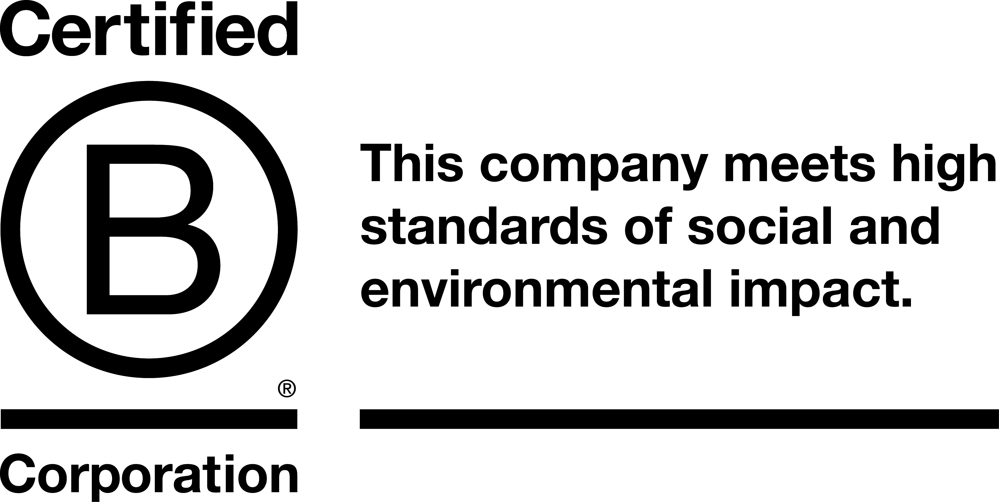 Certified
B
®
Corporation
This company meets high
standards of social and
environmental impact.